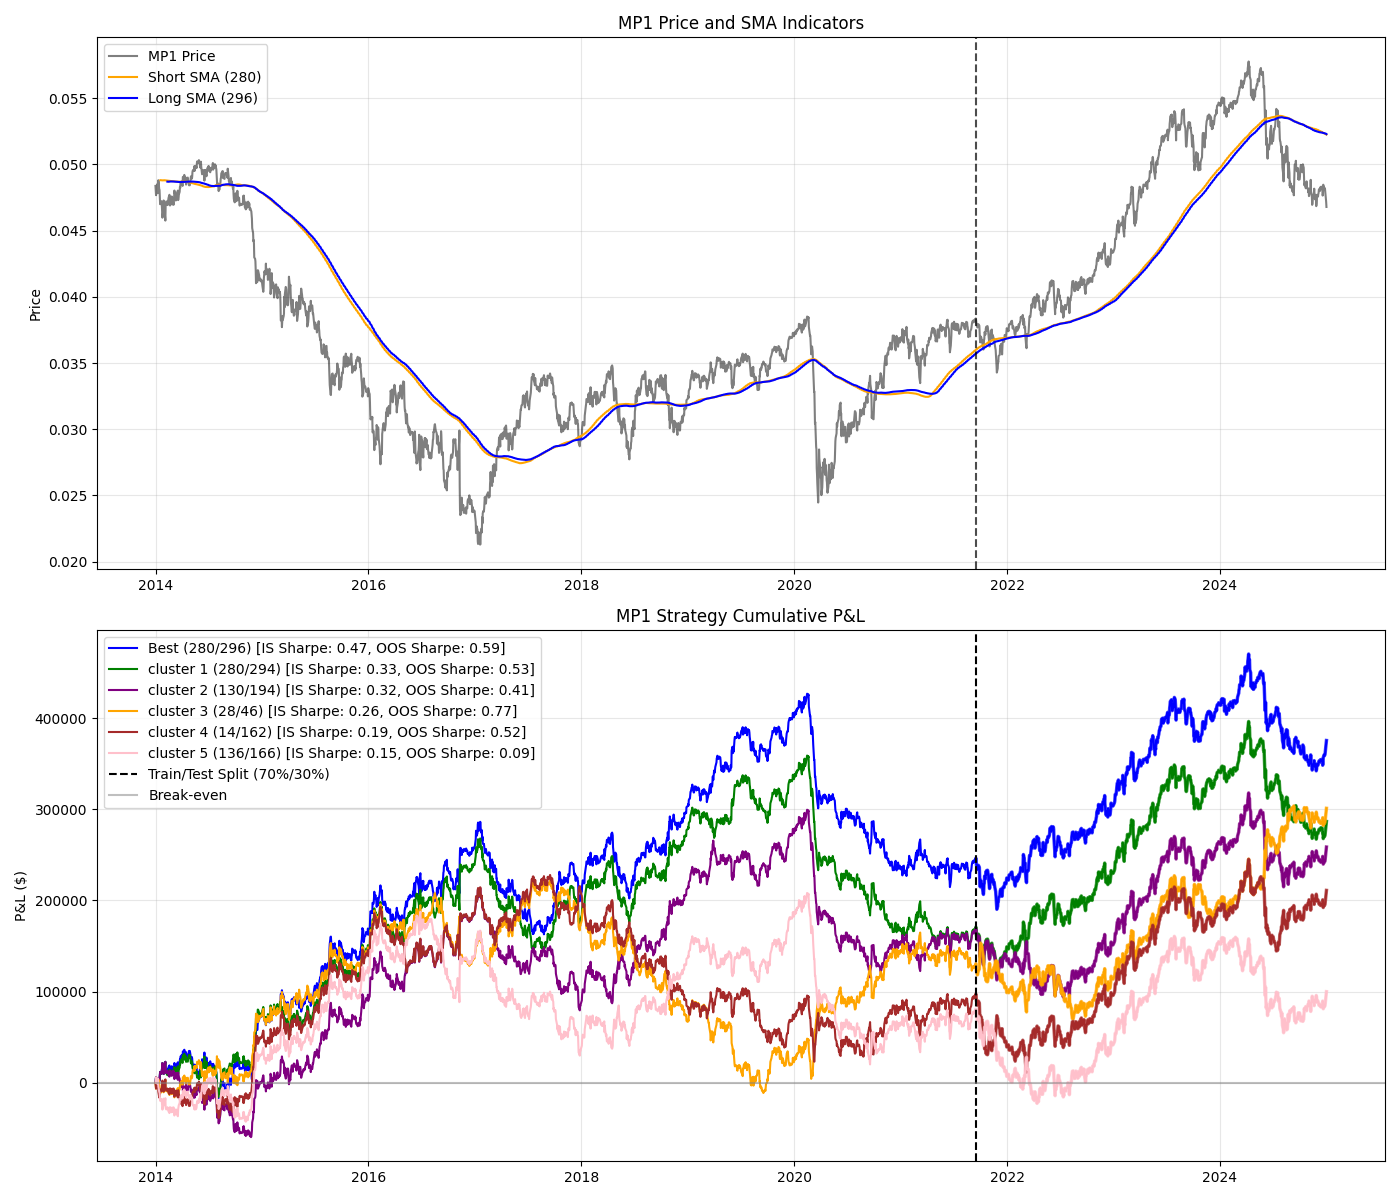 MP1 Price and SMA Indicators
MP1 Price
Short SMA (280)
Long SMA (296)
0.055
0.050
0.045
0.040
0.035
0.030
0.025
0.020
Price
2014 2016 2018 2020 2022 2024
MP1 Strategy Cumulative P&L
Best (280/296) [IS Sharpe: 0.47, OOS Sharpe: 0.59]
cluster 1 (280/294) [IS Sharpe: 0.33, OOS Sharpe: 0.53]
cluster 2 (130/194) [IS Sharpe: 0.32, OOS Sharpe: 0.41]
cluster 3 (28/46) [IS Sharpe: 0.26, OOS Sharpe: 0.77]
cluster 4 (14/162) [IS Sharpe: 0.19, OOS Sharpe: 0.52]
cluster 5 (136/166) [IS Sharpe: 0.15, OOS Sharpe: 0.09]
Train/Test Split (70%/30%)
Break-even
400000
300000
200000
100000
0
P&L ($)
2014 2016 2018 2020 2022 2024